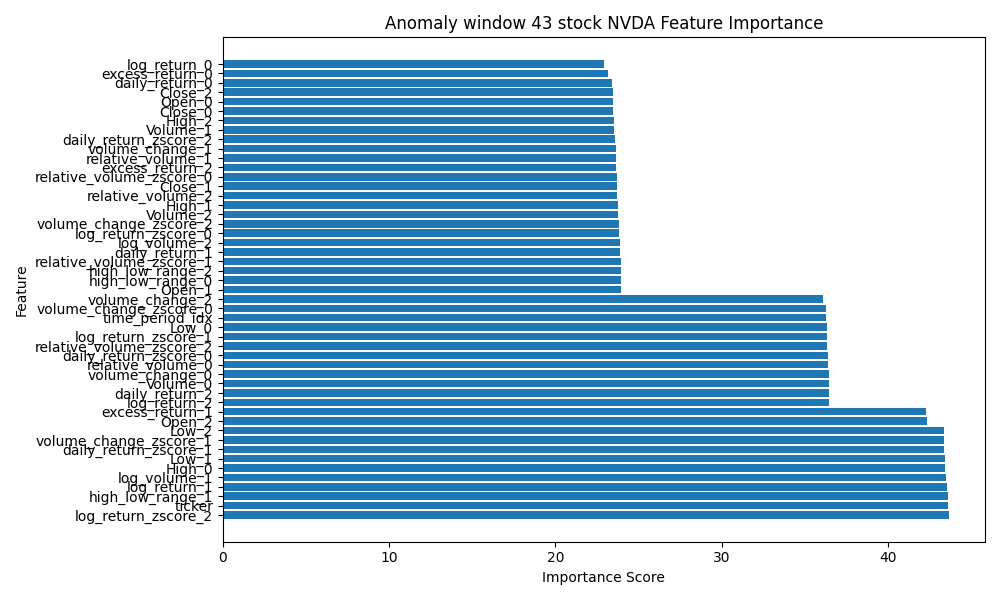 Anomaly window 43 stock NVDA Feature Importance
log_return_0
excess_return_0
daily_return_0
Close_2
Open_0
Close_0
High_2
Volume_1
daily_return_zscore_2
volume_change_1
relative_volume_1
excess_return_2
relative_volume_zscore_0
Close_1
relative_volume_2
High_1
Volume_2
volume_change_zscore_2
log_return_zscore_0
log_volume_2
daily_return_1
relative_volume_zscore_1
high_low_range_2
high_low_range_0
Open_1
volume_change_2
volume_change_zscore_0
time_period_idx
Low_0
log_return_zscore_1
relative_volume_zscore_2
daily_return_zscore_0
relative_volume_0
volume_change_0
Volume_0
daily_return_2
log_return_2
excess_return_1
Open_2
Low_2
volume_change_zscore_1
daily_return_zscore_1
Low_1
High_0
log_volume_1
log_return_1
high_low_range_1
ticker
log_return_zscore_2
Feature
0 10 20 30 40
Importance Score